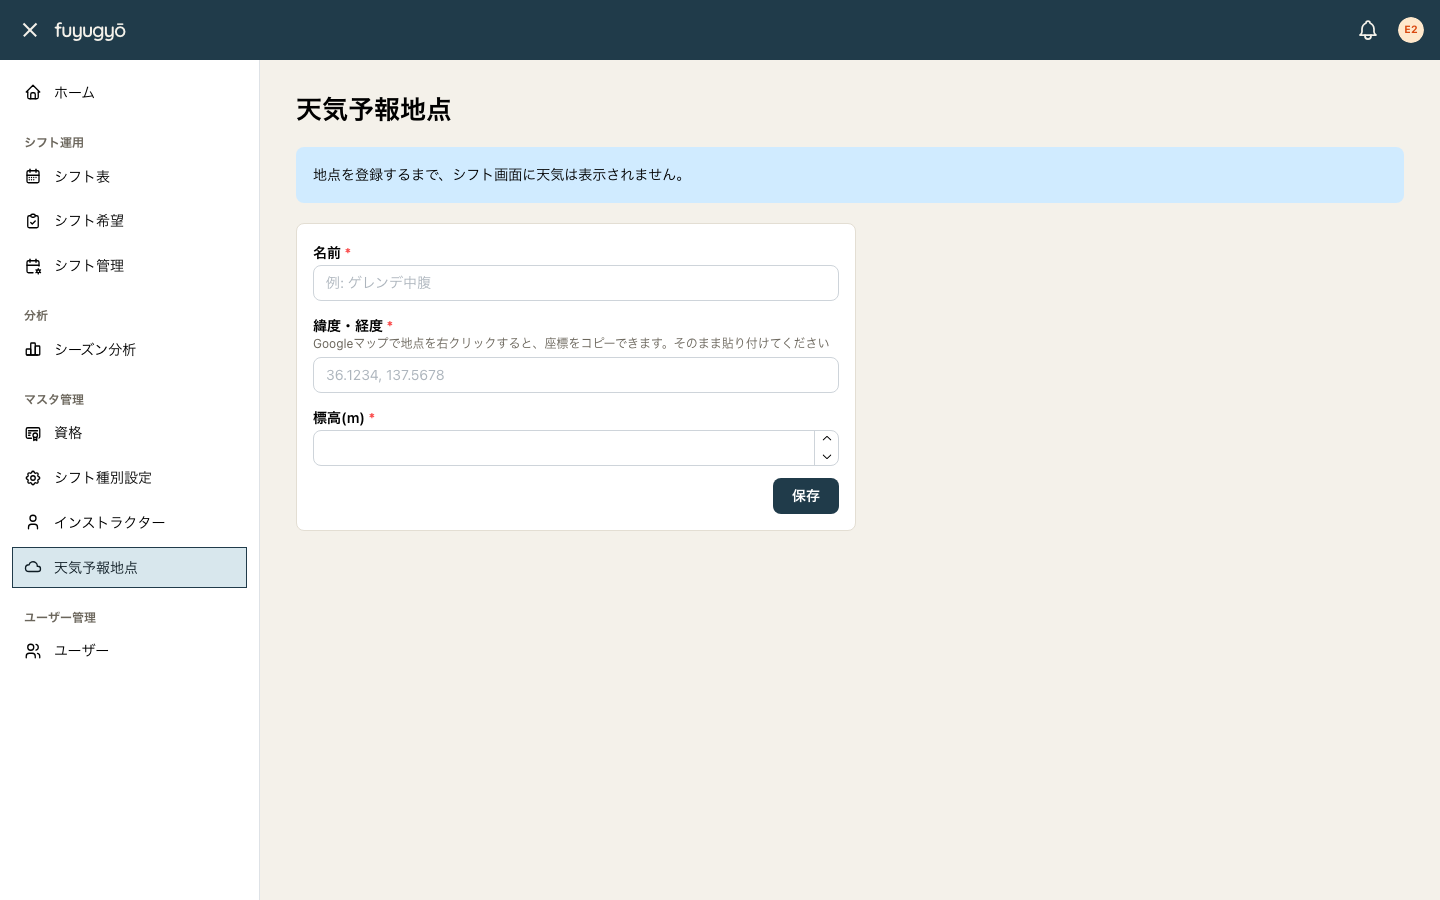 fuyugyō
E2
ホーム
シフト運用
シフト表
シフト希望
シフト管理
分析
シーズン分析
マスタ管理
資格
シフト種別設定
インストラクター
天気予報地点
ユーザー管理
ユーザー
天気予報地点
地点を登録するまで、シフト画面に天気は表示されません。
名前 *
例: ゲレンデ中腹
緯度・経度 *
Googleマップで地点を右クリックすると、座標をコピーできます。そのまま貼り付けてください
36.1234, 137.5678
標高(m) *
保存